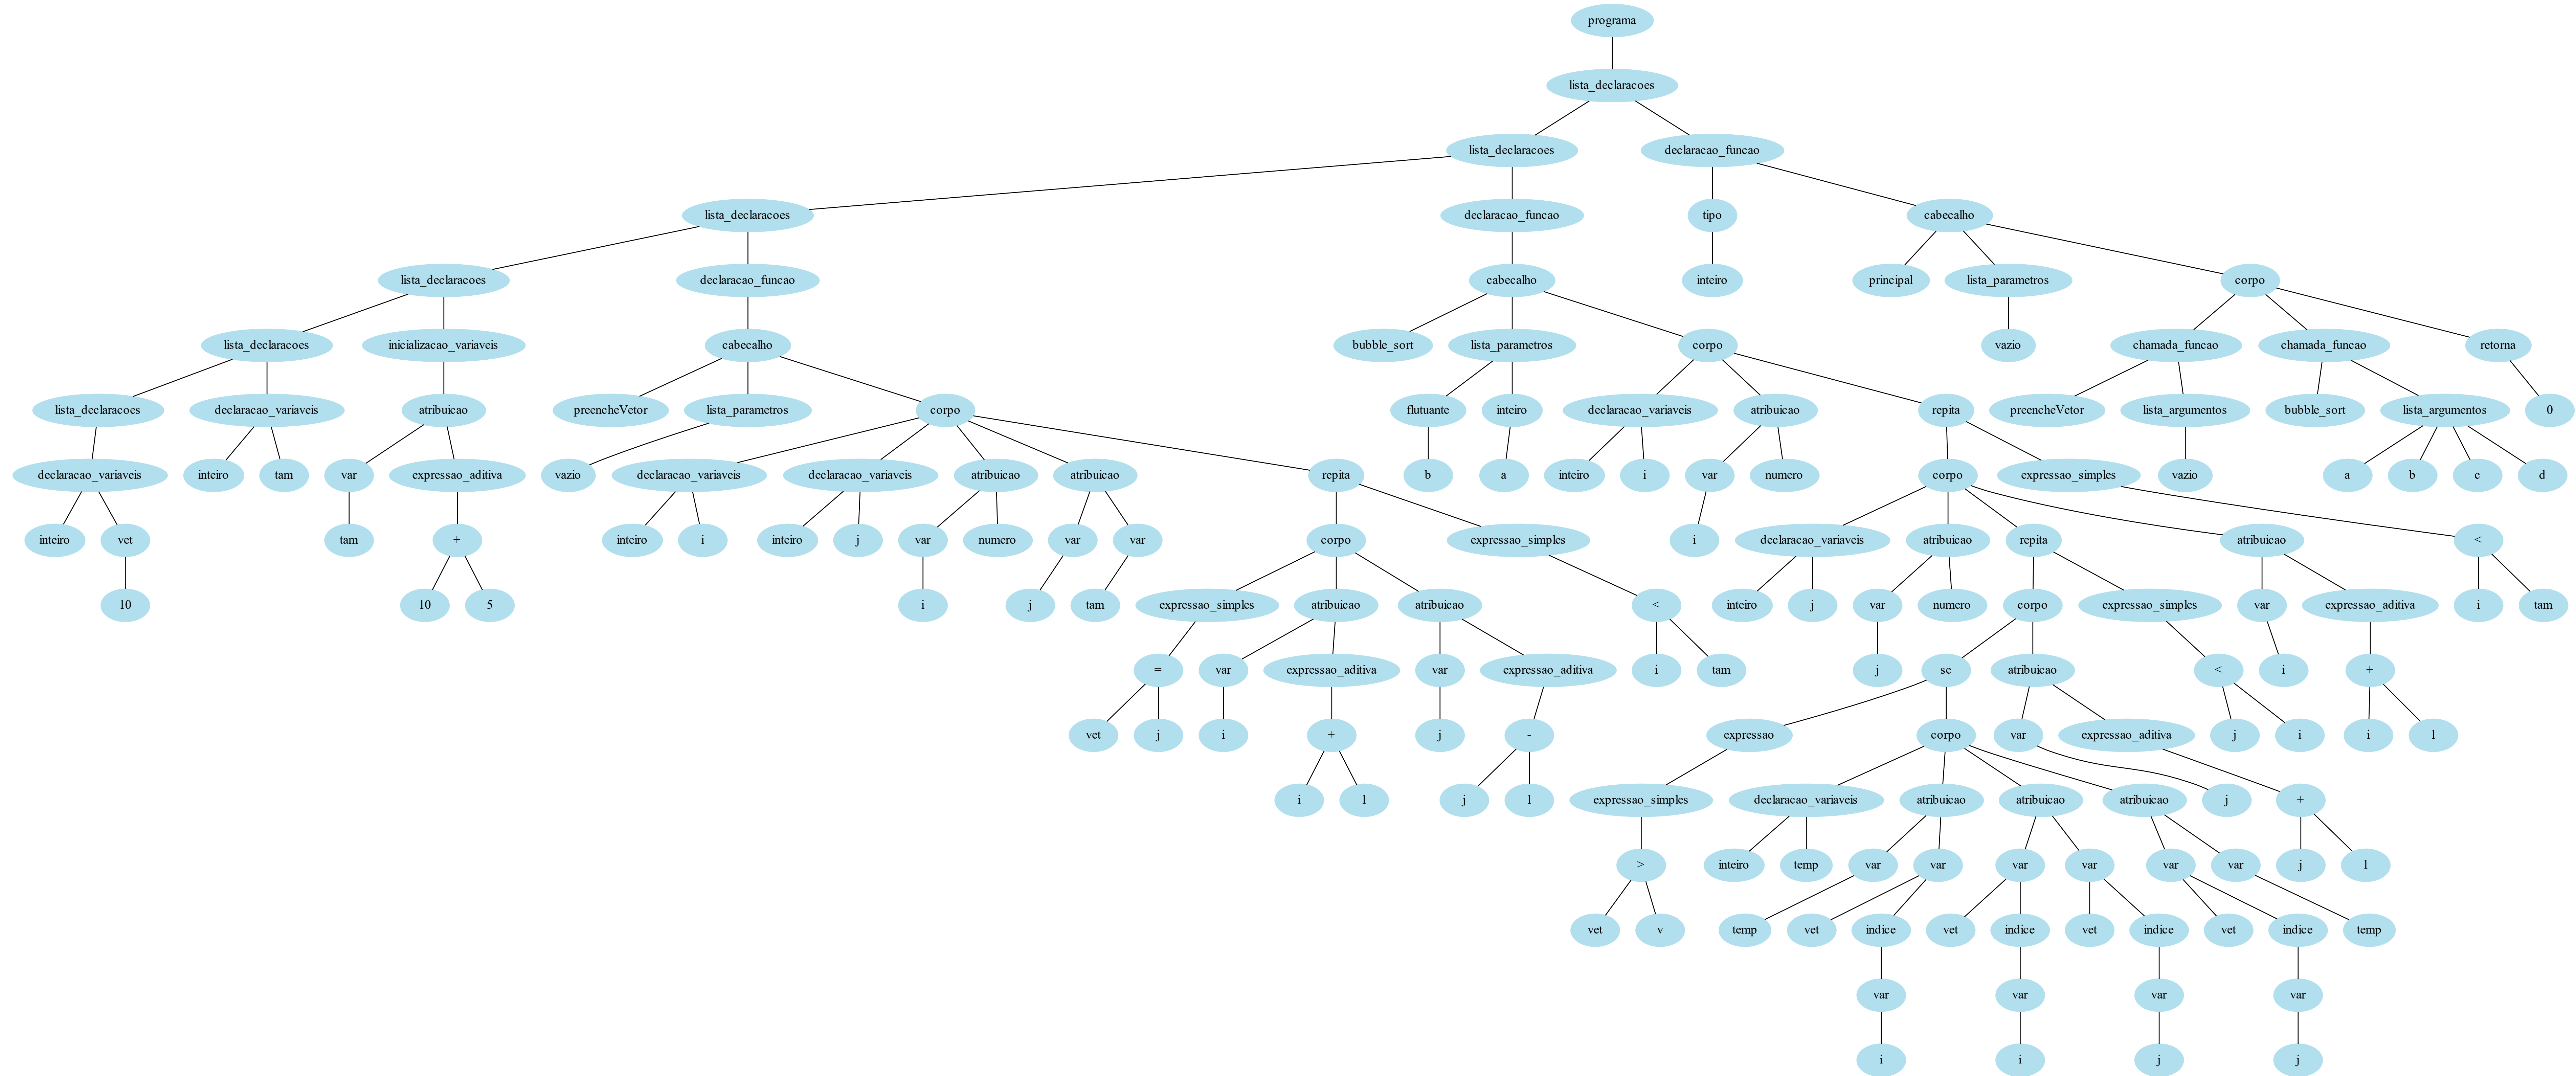 programa
lista_declaracoes
lista_declaracoes declaracao_funcao
lista_declaracoes declaracao_funcao tipo cabecalho
lista_declaracoes declaracao_funcao cabecalho inteiro principal lista_parametros corpo
lista_declaracoes inicializacao_variaveis cabecalho bubble_sort lista_parametros corpo vazio chamada_funcao chamada_funcao retorna
lista_declaracoes declaracao_variaveis atribuicao preencheVetor lista_parametros corpo flutuante inteiro declaracao_variaveis atribuicao repita preencheVetor lista_argumentos bubble_sort lista_argumentos 0
declaracao_variaveis inteiro tam var expressao_aditiva vazio declaracao_variaveis declaracao_variaveis atribuicao atribuicao repita b a inteiro i var numero corpo expressao_simples vazio a b c d
inteiro vet tam + inteiro i inteiro j var numero var var corpo expressao_simples i declaracao_variaveis atribuicao repita atribuicao <
10 10 5 i j tam expressao_simples atribuicao atribuicao < inteiro j var numero corpo expressao_simples var expressao_aditiva i tam
= var expressao_aditiva var expressao_aditiva i tam j se atribuicao < i +
vet j i + j - expressao corpo var expressao_aditiva j i i 1
i 1 j 1 expressao_simples declaracao_variaveis atribuicao atribuicao atribuicao j +
> inteiro temp var var var var var var j 1
vet v temp vet indice vet indice vet indice vet indice temp
var var var var
i i j j